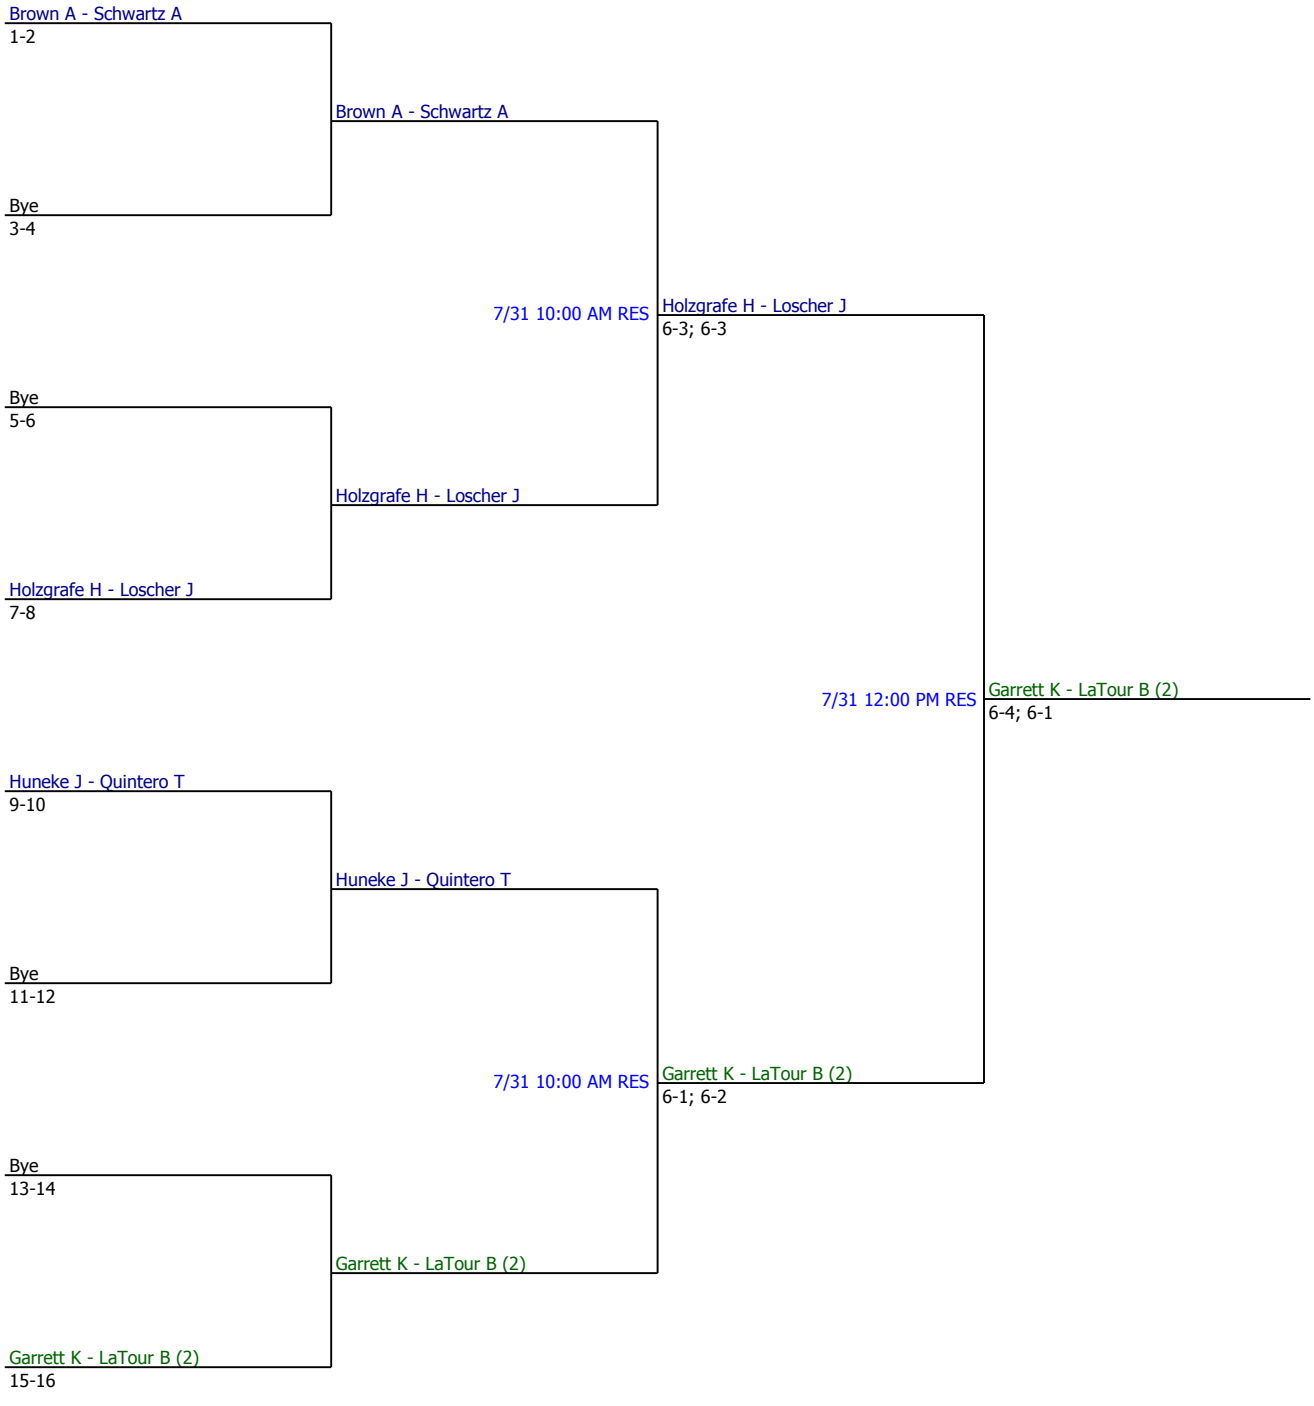 Brown A - Schwartz A
1-2
Brown A - Schwartz A
Bye
3-4
7/31 10:00 AM RES
Holzgrafe H - Loscher J
6-3; 6-3
Bye
5-6
Holzgrafe H - Loscher J
Holzgrafe H - Loscher J
7-8
7/31 12:00 PM RES
Garrett K - LaTour B (2)
6-4; 6-1
Huneke J - Quintero T
9-10
Huneke J - Quintero T
Bye
11-12
7/31 10:00 AM RES
Garrett K - LaTour B (2)
6-1; 6-2
Bye
13-14
Garrett K - LaTour B (2)
Garrett K - LaTour B (2)
15-16